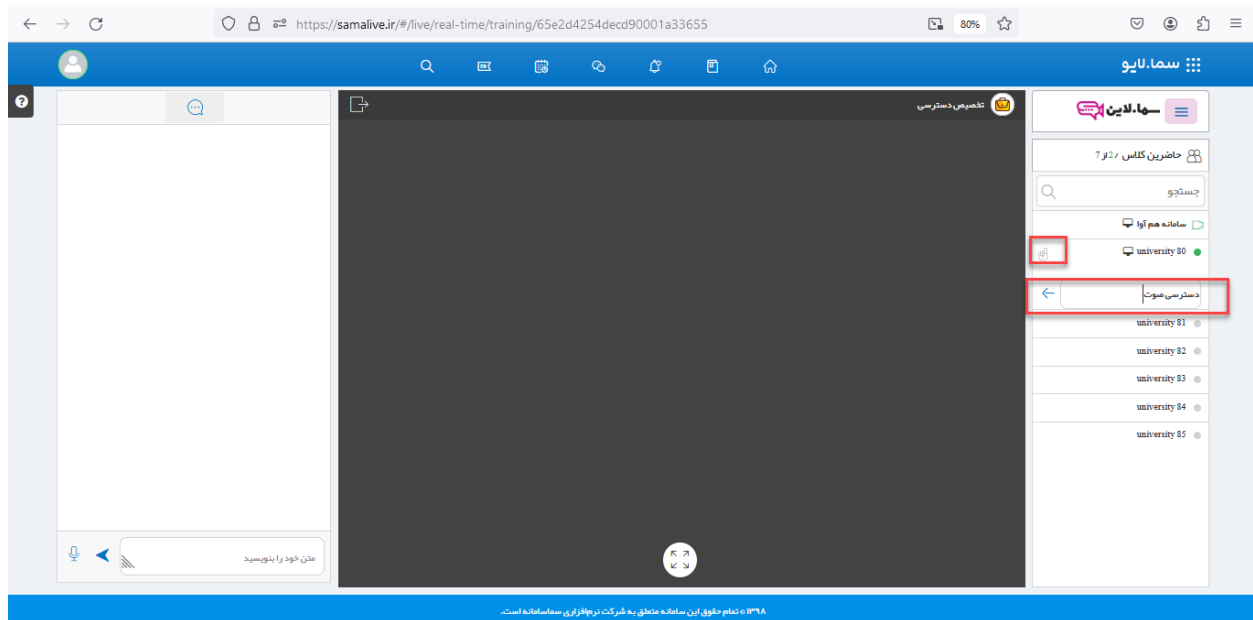 https://samalive.ir/#/live/real-time/training/65e2d4254decd90001a33655
80%
سما.لایو
سما.لاین
تخصیص دسترسی
حاضرین کلاس 2/ از 7
جستجو
سامانه هم آوا
university 80
دسترسی صوت
university 81
university 82
university 83
university 84
university 85
متن خود را بنویسید
۱۳۹۸ © تمام حقوق این سامانه متعلق به شرکت نرم‌افزاری سماسامانه است.